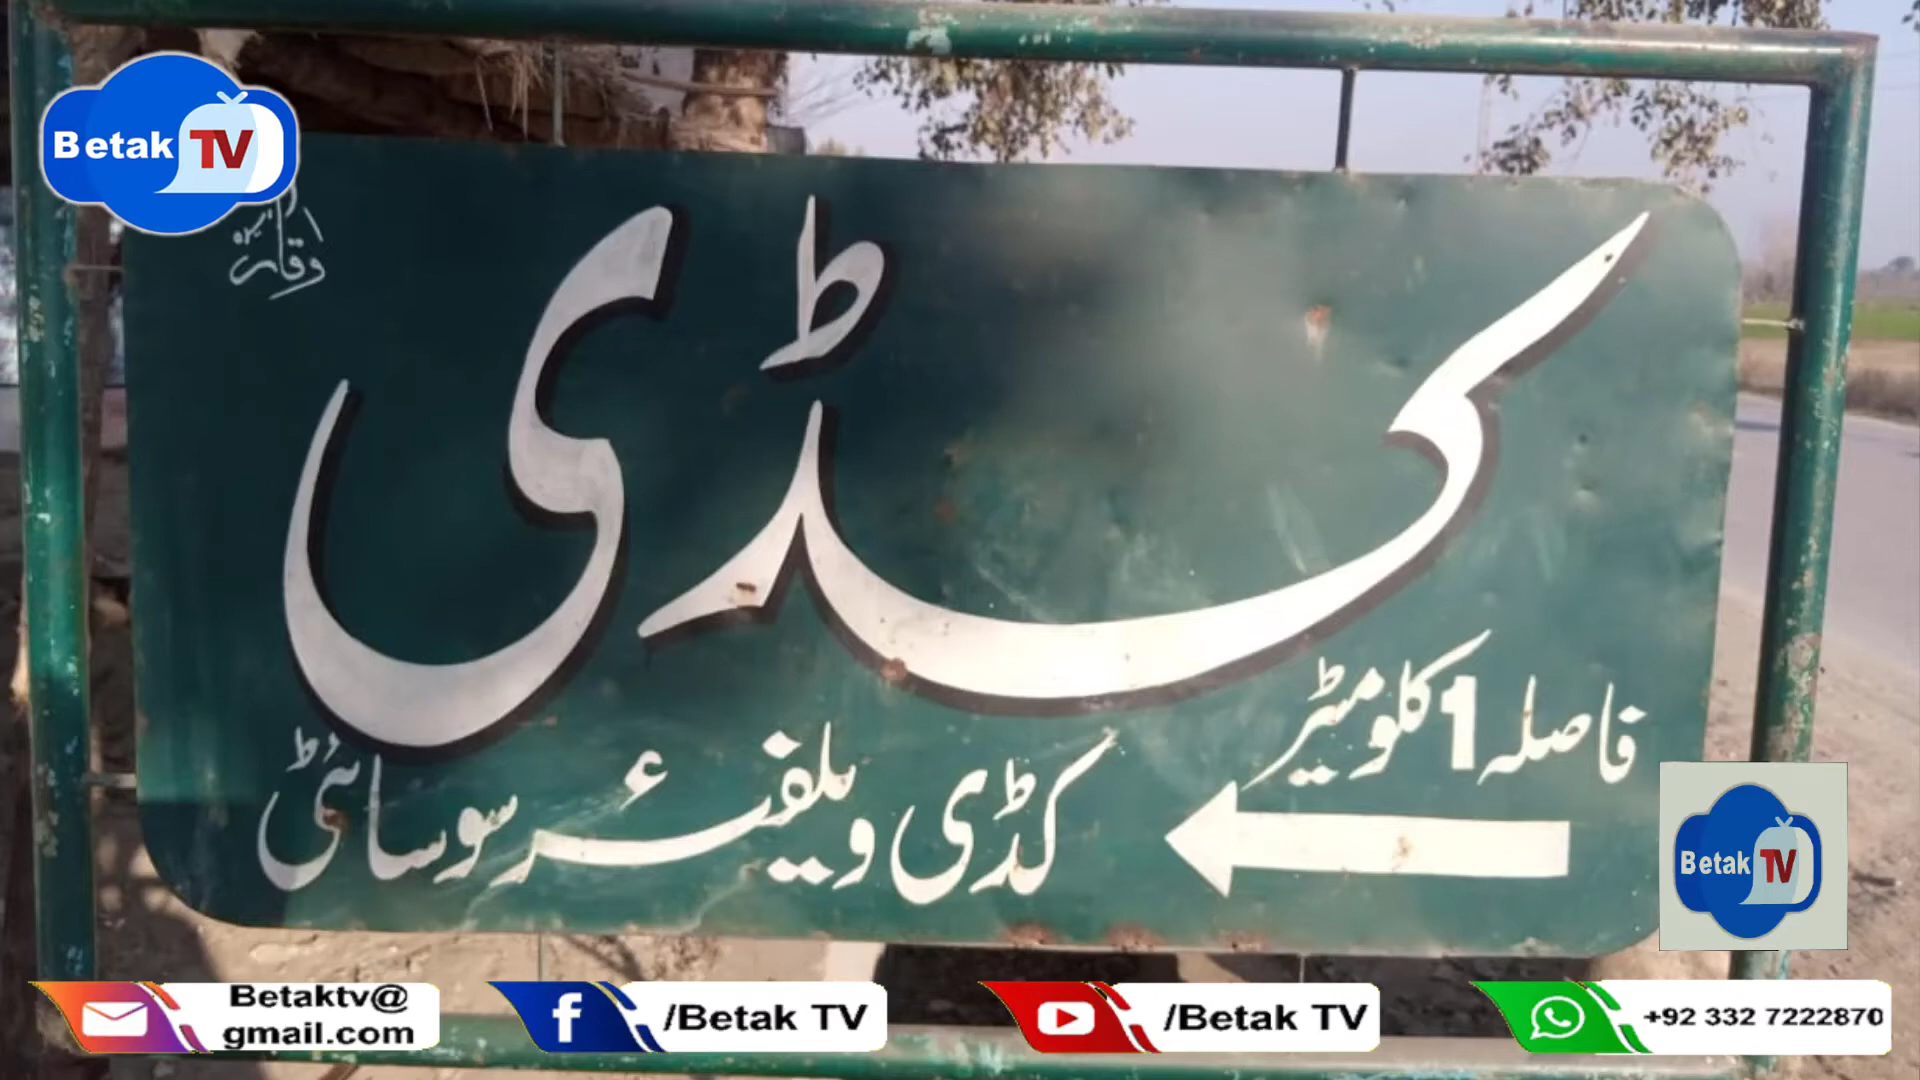 Betak TV
وقار
کڈی
فاصلہ 1 کلومیٹر
کڈی ویلفیئر سوسائٹی
Betak TV
Betaktv@
gmail.com
/Betak TV
/Betak TV
+92 332 7222870